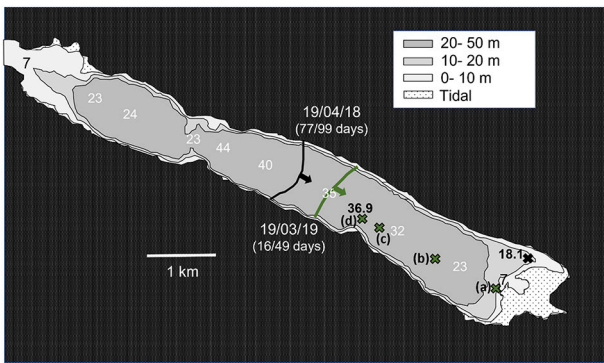 20- 50 m
10- 20 m
0- 10 m
Tidal
7
23
24
23
44
40
19/04/18
(77/99 days)
35
36.9
(d)
(c)
32
19/03/19
(16/49 days)
(b)
23
18.1
7
(a)
1 km